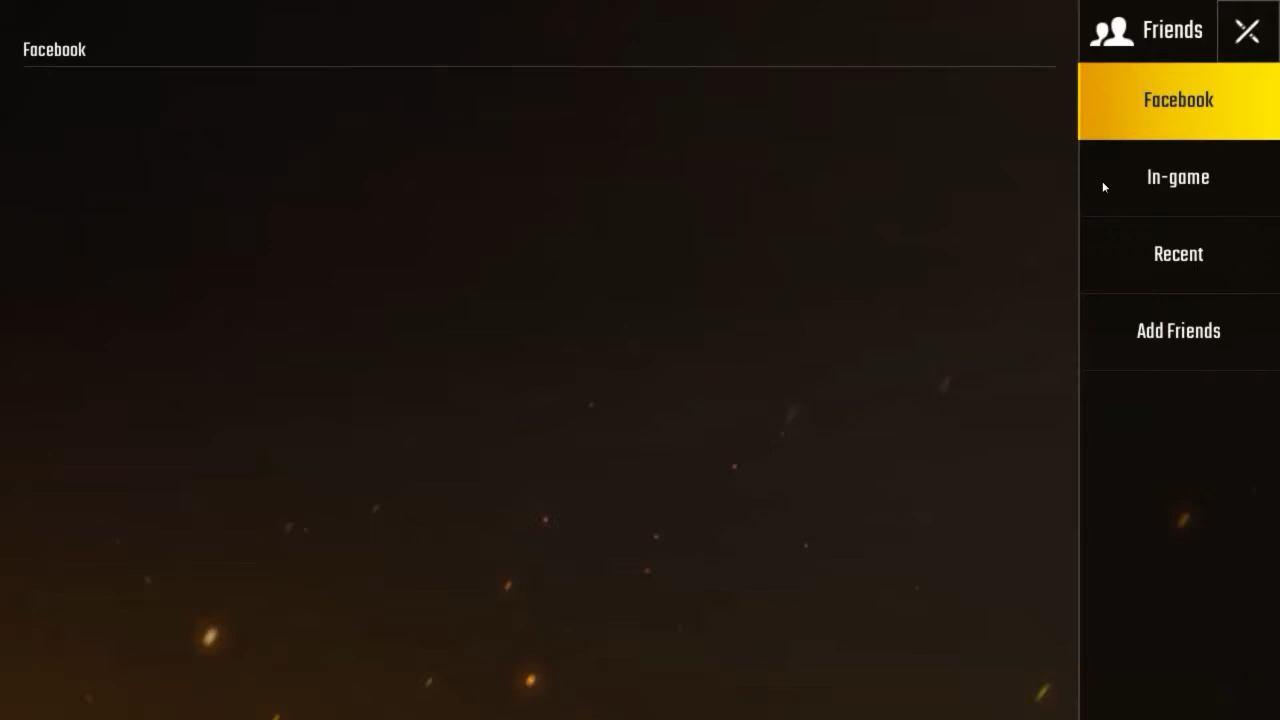 Facebook
Friends
Facebook
In-game
Recent
Add Friends